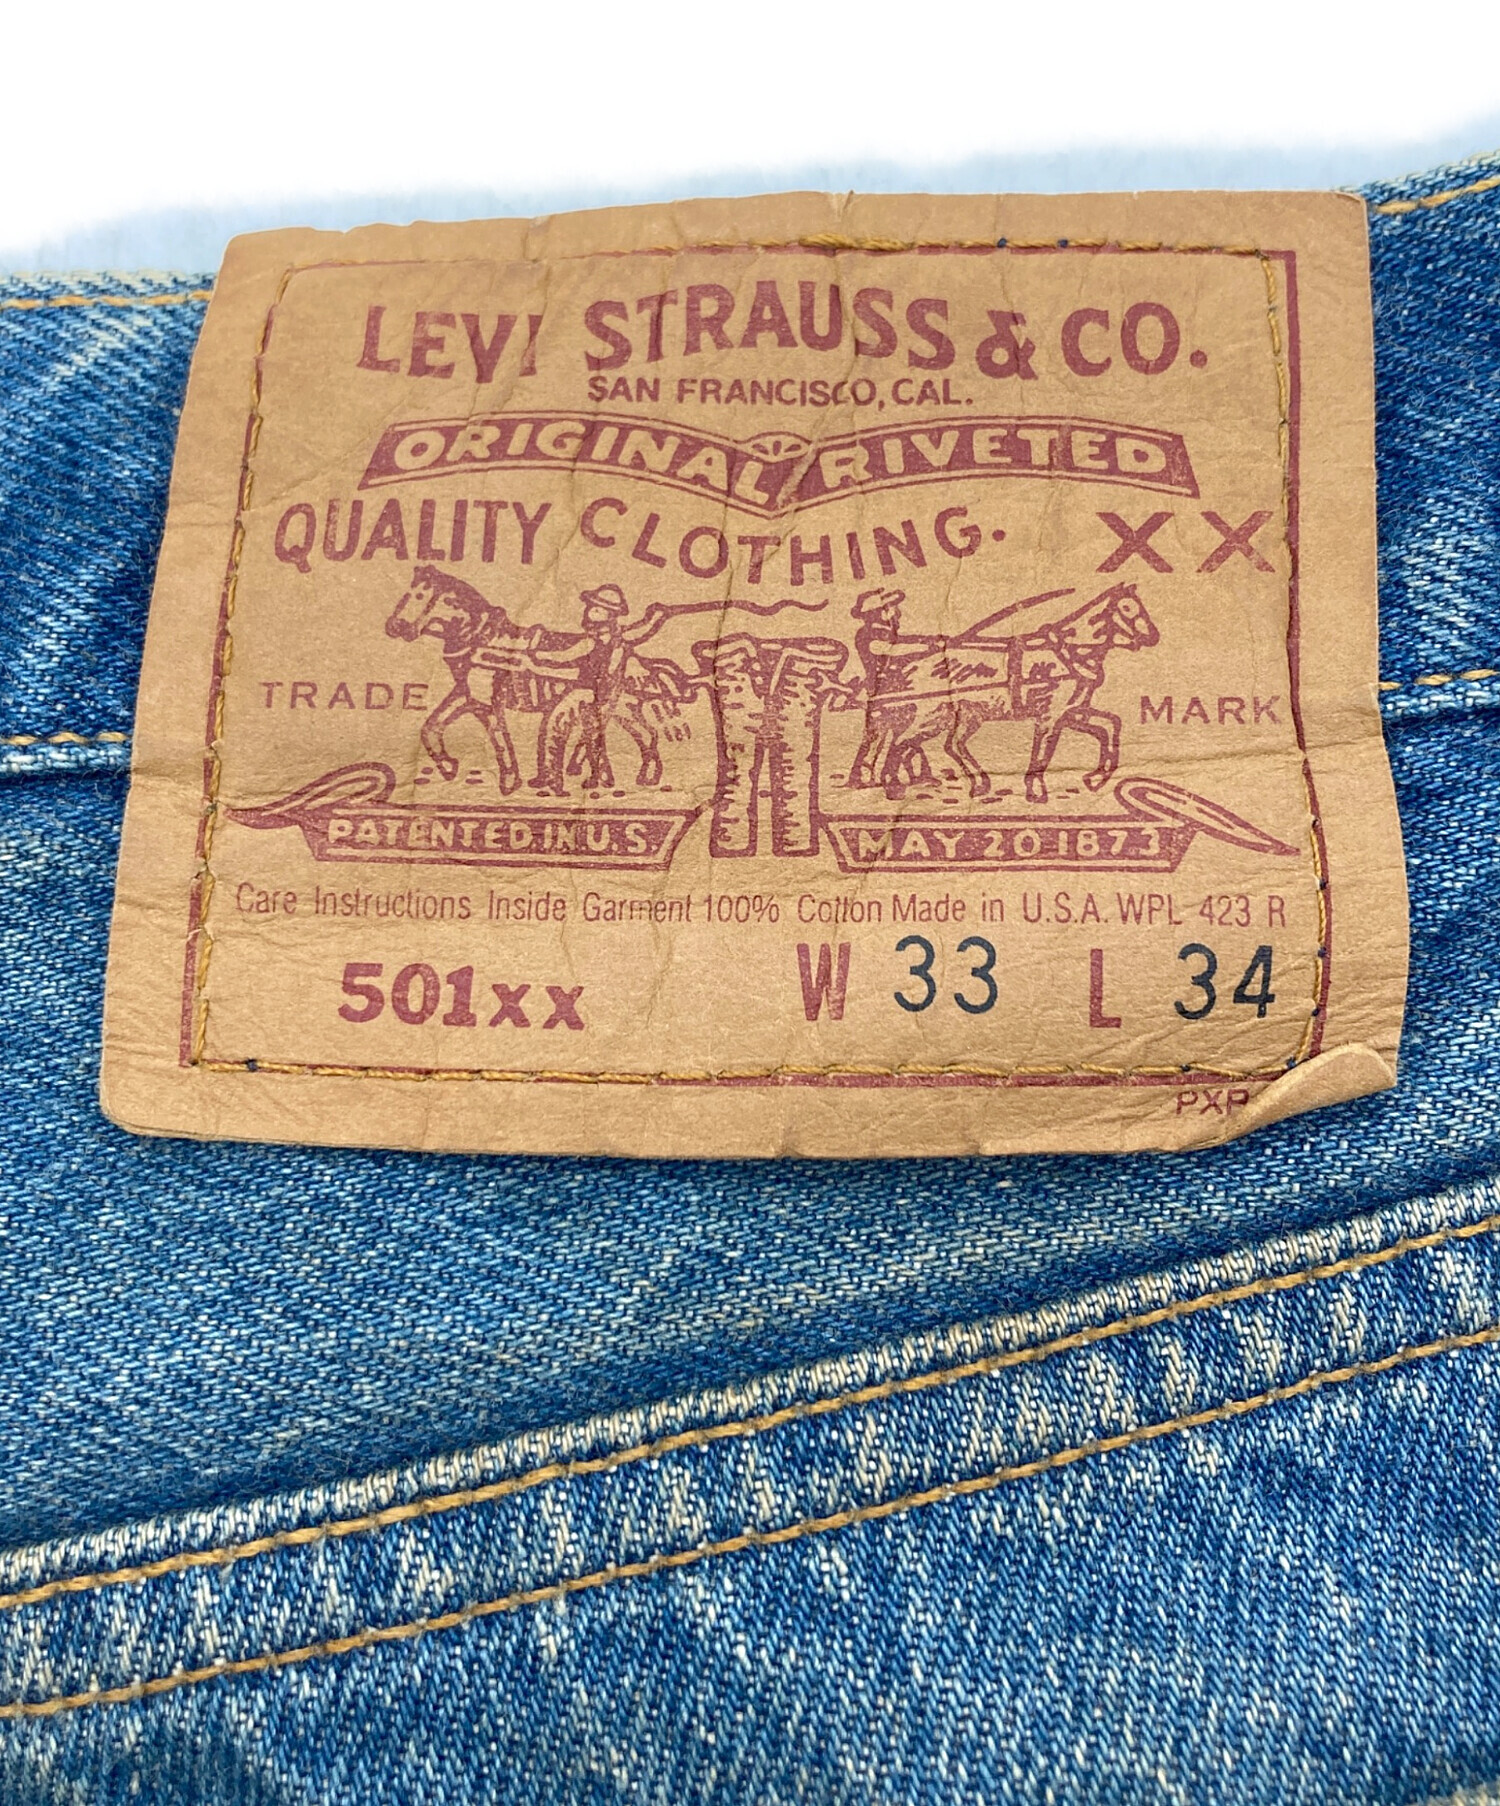 LEVI STRAUSS & CO.
SAN FRANCISCO, CAL.
ORIGINAL RIVETED
QUALITY CLOTHING. XX
TRADE MARK
PATENTED IN U.S. MAY 20 1873
Care Instructions Inside Garment 100% Cotton Made in U.S.A. WPL 423 R
501xx W 33 L 34
PXP